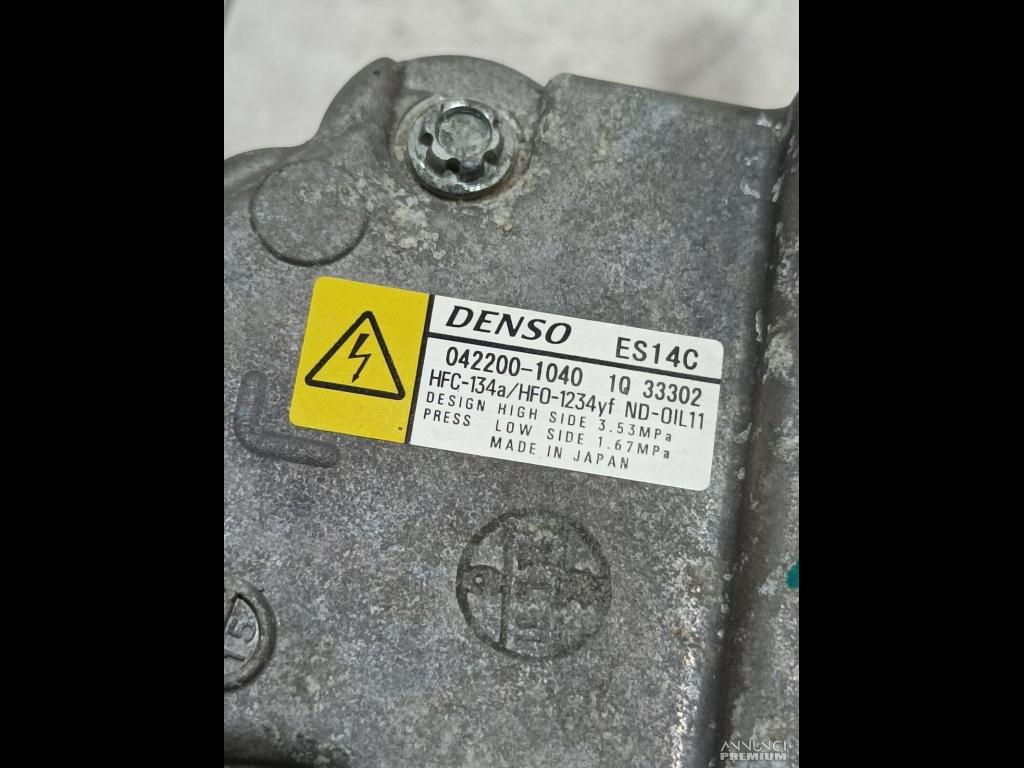 DENSO ES14C
042200-1040 1Q 33302
HFC-134a/HFO-1234yf ND-OIL11
DESIGN HIGH SIDE 3.53MPa
PRESS LOW SIDE 1.67MPa
MADE IN JAPAN
15
ANNUNCI
PREMIUM